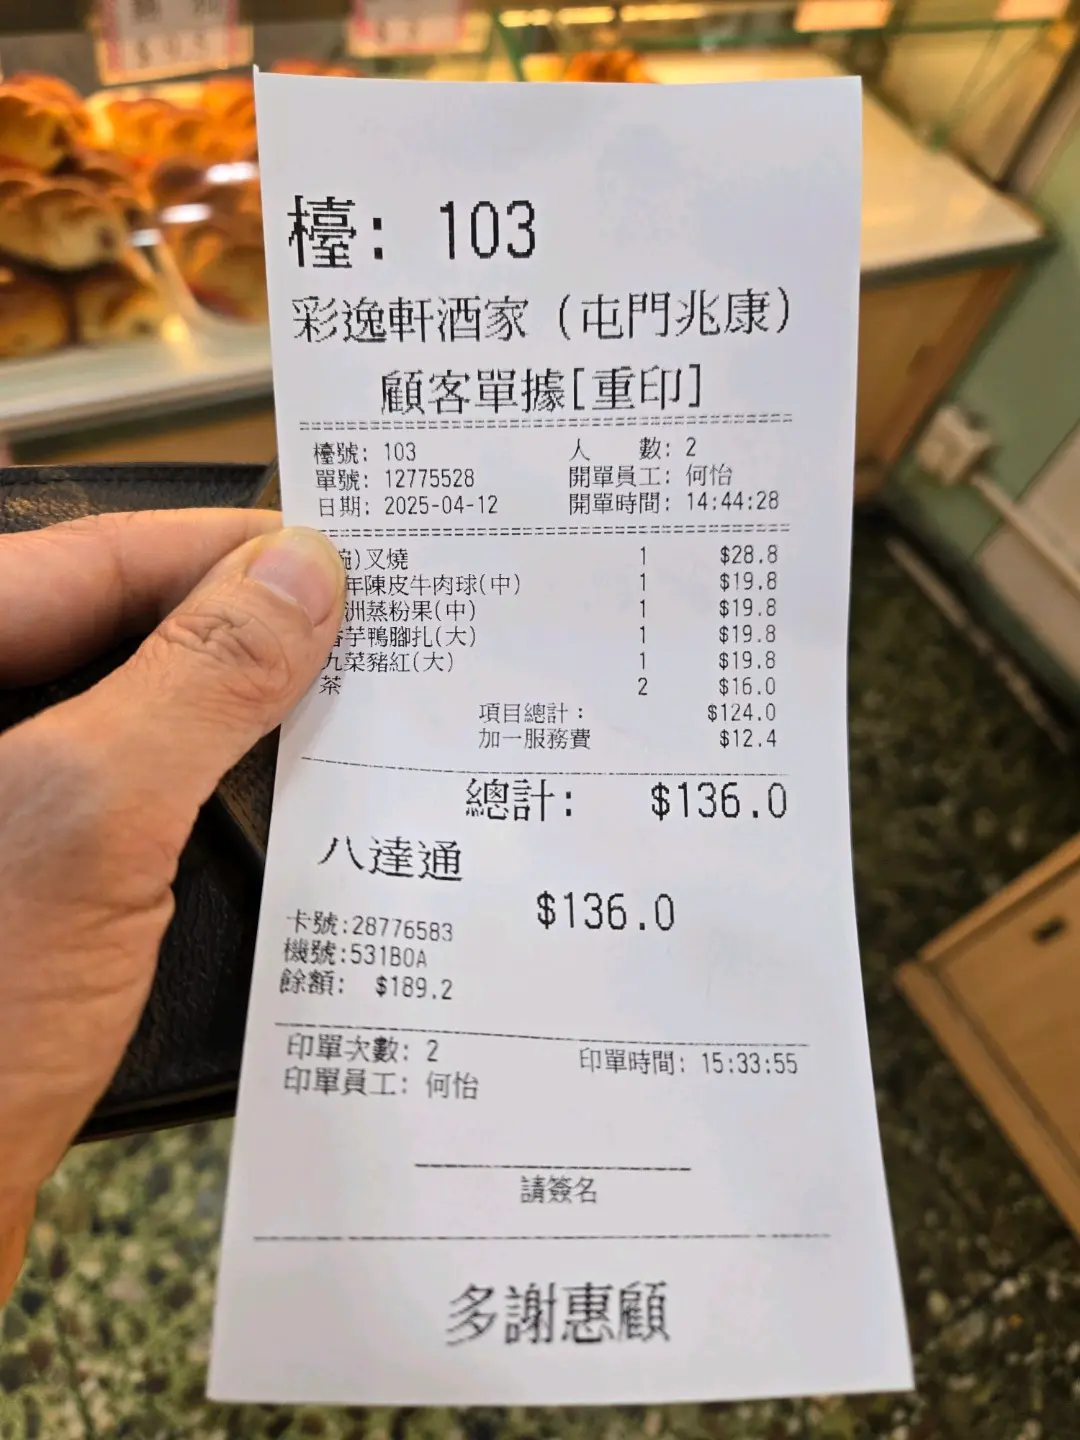 檯: 103
彩逸軒酒家 (屯門兆康)
顧客單據[重印]
檯號: 103 人 數: 2
單號: 12775528 開單員工: 何怡
日期: 2025-04-12 開單時間: 14:44:28
碗)叉燒 1 $28.8
年陳皮牛肉球(中) 1 $19.8
洲蒸粉果(中) 1 $19.8
香芋鴨腳扎(大) 1 $19.8
九菜豬紅(大) 1 $19.8
茶 2 $16.0
項目總計: $124.0
加一服務費 $12.4
總計: $136.0
八達通
$136.0
卡號:28776583
機號:531B0A
餘額: $189.2
印單次數: 2 印單時間: 15:33:55
印單員工: 何怡
請簽名
多謝惠顧